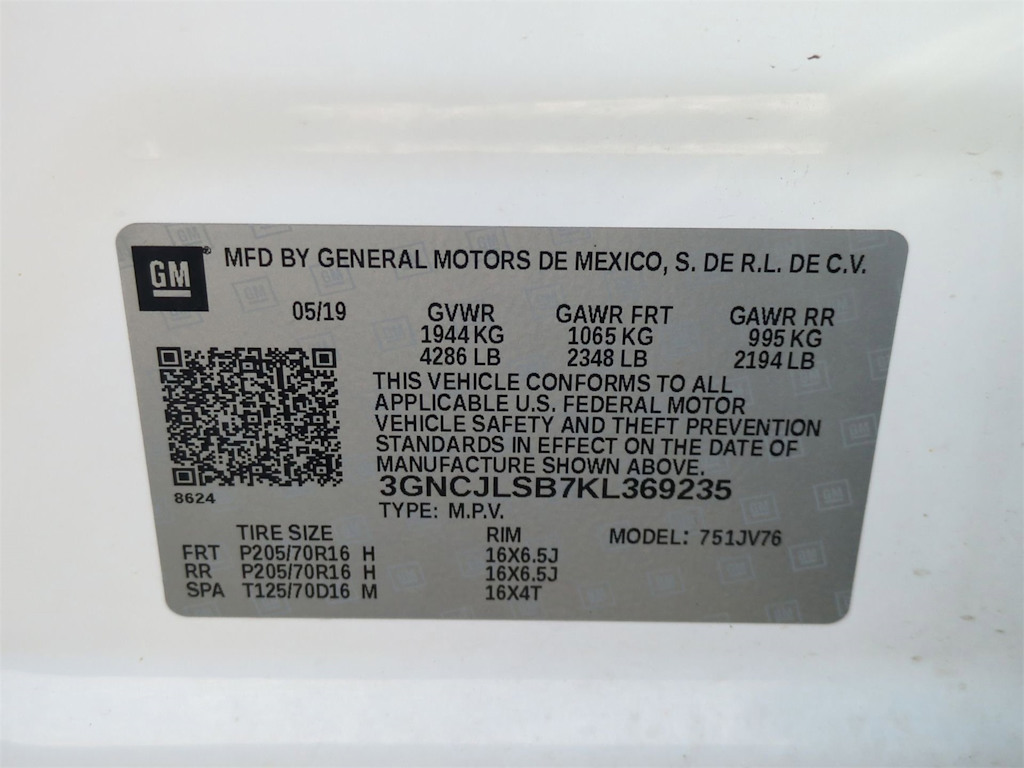 GM® MFD BY GENERAL MOTORS DE MEXICO, S. DE R.L. DE C.V.
05/19 GVWR GAWR FRT GAWR RR
1944 KG 1065 KG 995 KG
4286 LB 2348 LB 2194 LB
THIS VEHICLE CONFORMS TO ALL
APPLICABLE U.S. FEDERAL MOTOR
VEHICLE SAFETY AND THEFT PREVENTION
STANDARDS IN EFFECT ON THE DATE OF
MANUFACTURE SHOWN ABOVE.
8624 3GNCJLSB7KL369235
TYPE: M.P.V.
TIRE SIZE RIM MODEL: 751JV76
FRT P205/70R16 H 16X6.5J
RR P205/70R16 H 16X6.5J
SPA T125/70D16 M 16X4T